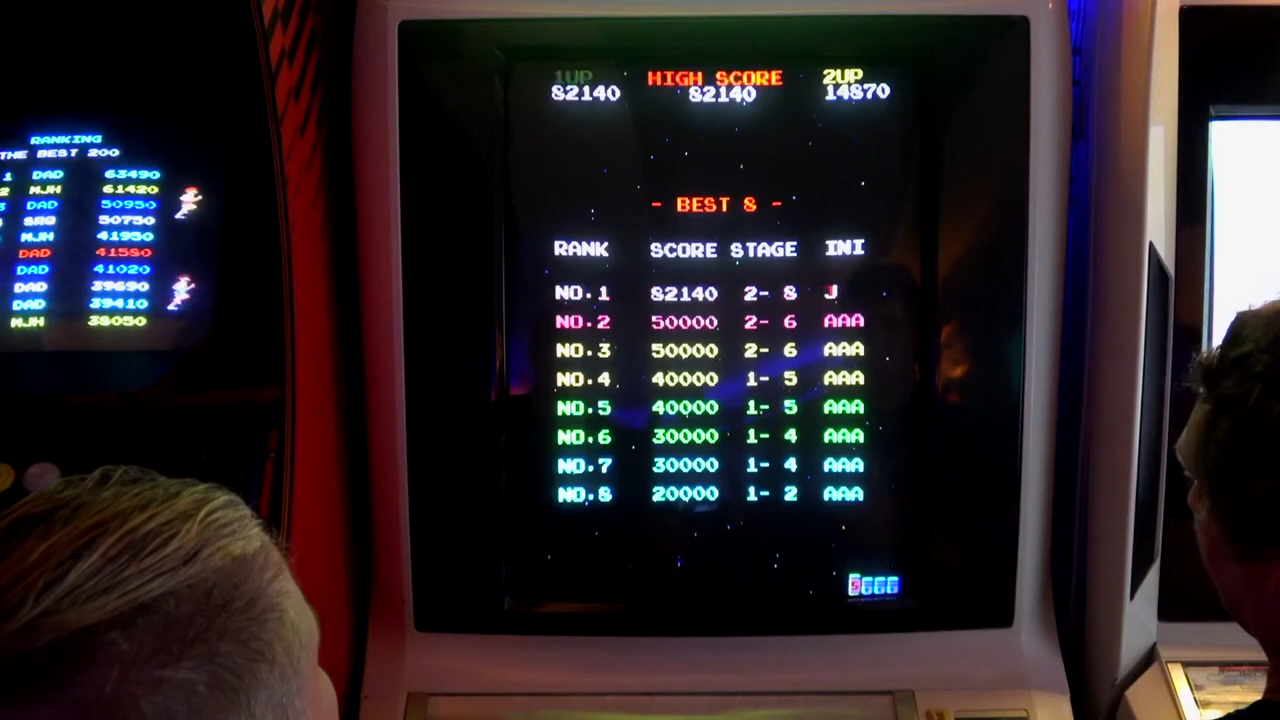 RANKING
THE BEST 200
1 DAD 63490
2 MJH 61420
3 DAD 50950
SRQ 50750
MJH 41950
DAD 41580
DAD 41020
DAD 39690
DAD 39410
MJH 38050
1UP HIGH SCORE 2UP
82140 82140 14870
- BEST 8 -
RANK SCORE STAGE INI
NO.1 82140 2- 8 J
NO.2 50000 2- 6 AAA
NO.3 50000 2- 6 AAA
NO.4 40000 1- 5 AAA
NO.5 40000 1- 5 AAA
NO.6 30000 1- 4 AAA
NO.7 30000 1- 4 AAA
NO.8 20000 1- 2 AAA